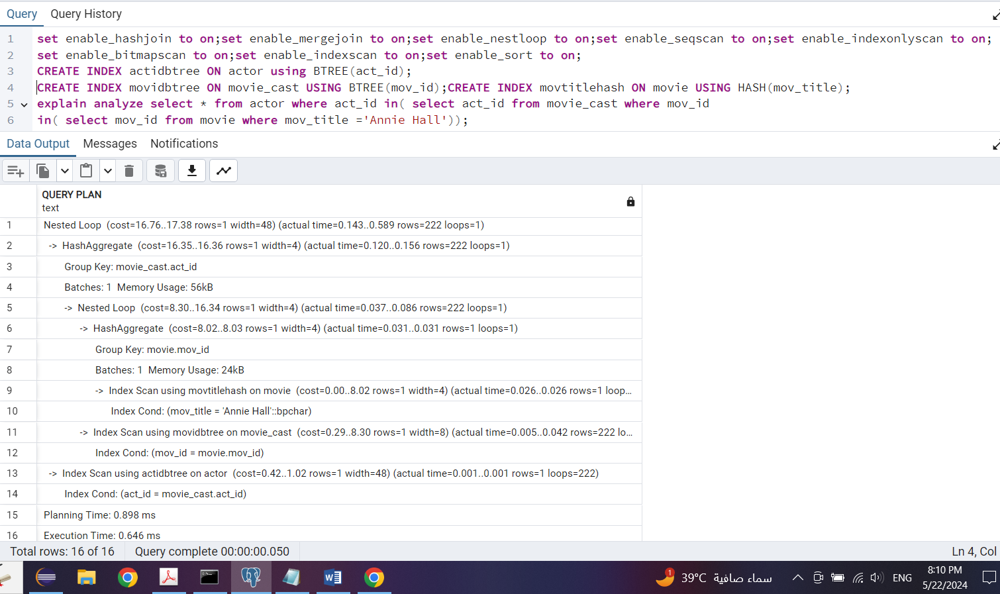 Query Query History
1 set enable_hashjoin to on;set enable_mergejoin to on;set enable_nestloop to on;set enable_seqscan to on;set enable_indexonlyscan to on;
2 set enable_bitmapscan to on;set enable_indexscan to on;set enable_sort to on;
3 CREATE INDEX actidbtree ON actor using BTREE(act_id);
4 CREATE INDEX movidbtree ON movie_cast USING BTREE(mov_id);CREATE INDEX movtitlehash ON movie USING HASH(mov_title);
5 explain analyze select * from actor where act_id in( select act_id from movie_cast where mov_id
6 in( select mov_id from movie where mov_title ='Annie Hall'));
Data Output Messages Notifications
QUERY PLAN
text
1 Nested Loop (cost=16.76..17.38 rows=1 width=48) (actual time=0.143..0.589 rows=222 loops=1)
2 -> HashAggregate (cost=16.35..16.36 rows=1 width=4) (actual time=0.120..0.156 rows=222 loops=1)
3 Group Key: movie_cast.act_id
4 Batches: 1 Memory Usage: 56kB
5 -> Nested Loop (cost=8.30..16.34 rows=1 width=4) (actual time=0.037..0.086 rows=222 loops=1)
6 -> HashAggregate (cost=8.02..8.03 rows=1 width=4) (actual time=0.031..0.031 rows=1 loops=1)
7 Group Key: movie.mov_id
8 Batches: 1 Memory Usage: 24kB
9 -> Index Scan using movtitlehash on movie (cost=0.00..8.02 rows=1 width=4) (actual time=0.026..0.026 rows=1 loop...
10 Index Cond: (mov_title = 'Annie Hall'::bpchar)
11 -> Index Scan using movidbtree on movie_cast (cost=0.29..8.30 rows=1 width=8) (actual time=0.005..0.042 rows=222 lo...
12 Index Cond: (mov_id = movie.mov_id)
13 -> Index Scan using actidbtree on actor (cost=0.42..1.02 rows=1 width=48) (actual time=0.001..0.001 rows=1 loops=222)
14 Index Cond: (act_id = movie_cast.act_id)
15 Planning Time: 0.898 ms
16 Execution Time: 0.646 ms
Total rows: 16 of 16 Query complete 00:00:00.050 Ln 4, Col
1 39°C سماء صافية ENG 8:10 PM
5/22/2024